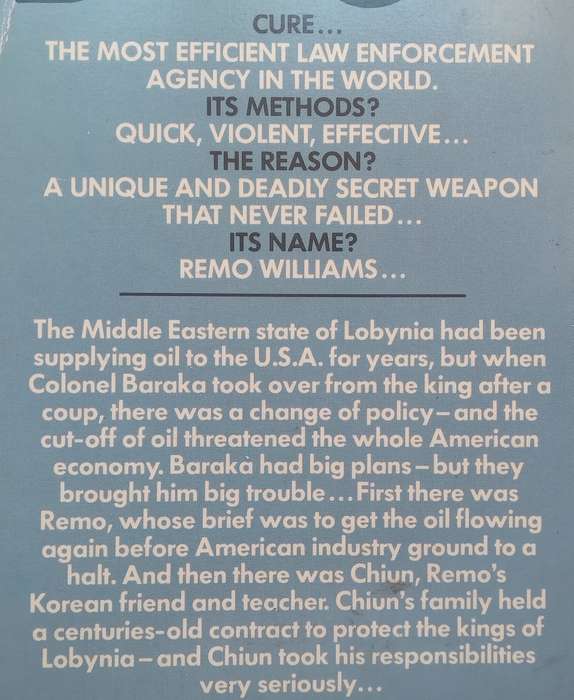 CURE...
THE MOST EFFICIENT LAW ENFORCEMENT
AGENCY IN THE WORLD.
ITS METHODS?
QUICK, VIOLENT, EFFECTIVE...
THE REASON?
A UNIQUE AND DEADLY SECRET WEAPON
THAT NEVER FAILED...
ITS NAME?
REMO WILLIAMS...
The Middle Eastern state of Lobynia had been
supplying oil to the U.S.A. for years, but when
Colonel Baraka took over from the king after a
coup, there was a change of policy–and the
cut-off of oil threatened the whole American
economy. Baraka had big plans–but they
brought him big trouble...First there was
Remo, whose brief was to get the oil flowing
again before American industry ground to a
halt. And then there was Chiun, Remo's
Korean friend and teacher. Chiun's family held
a centuries-old contract to protect the kings of
Lobynia–and Chiun took his responsibilities
very seriously...